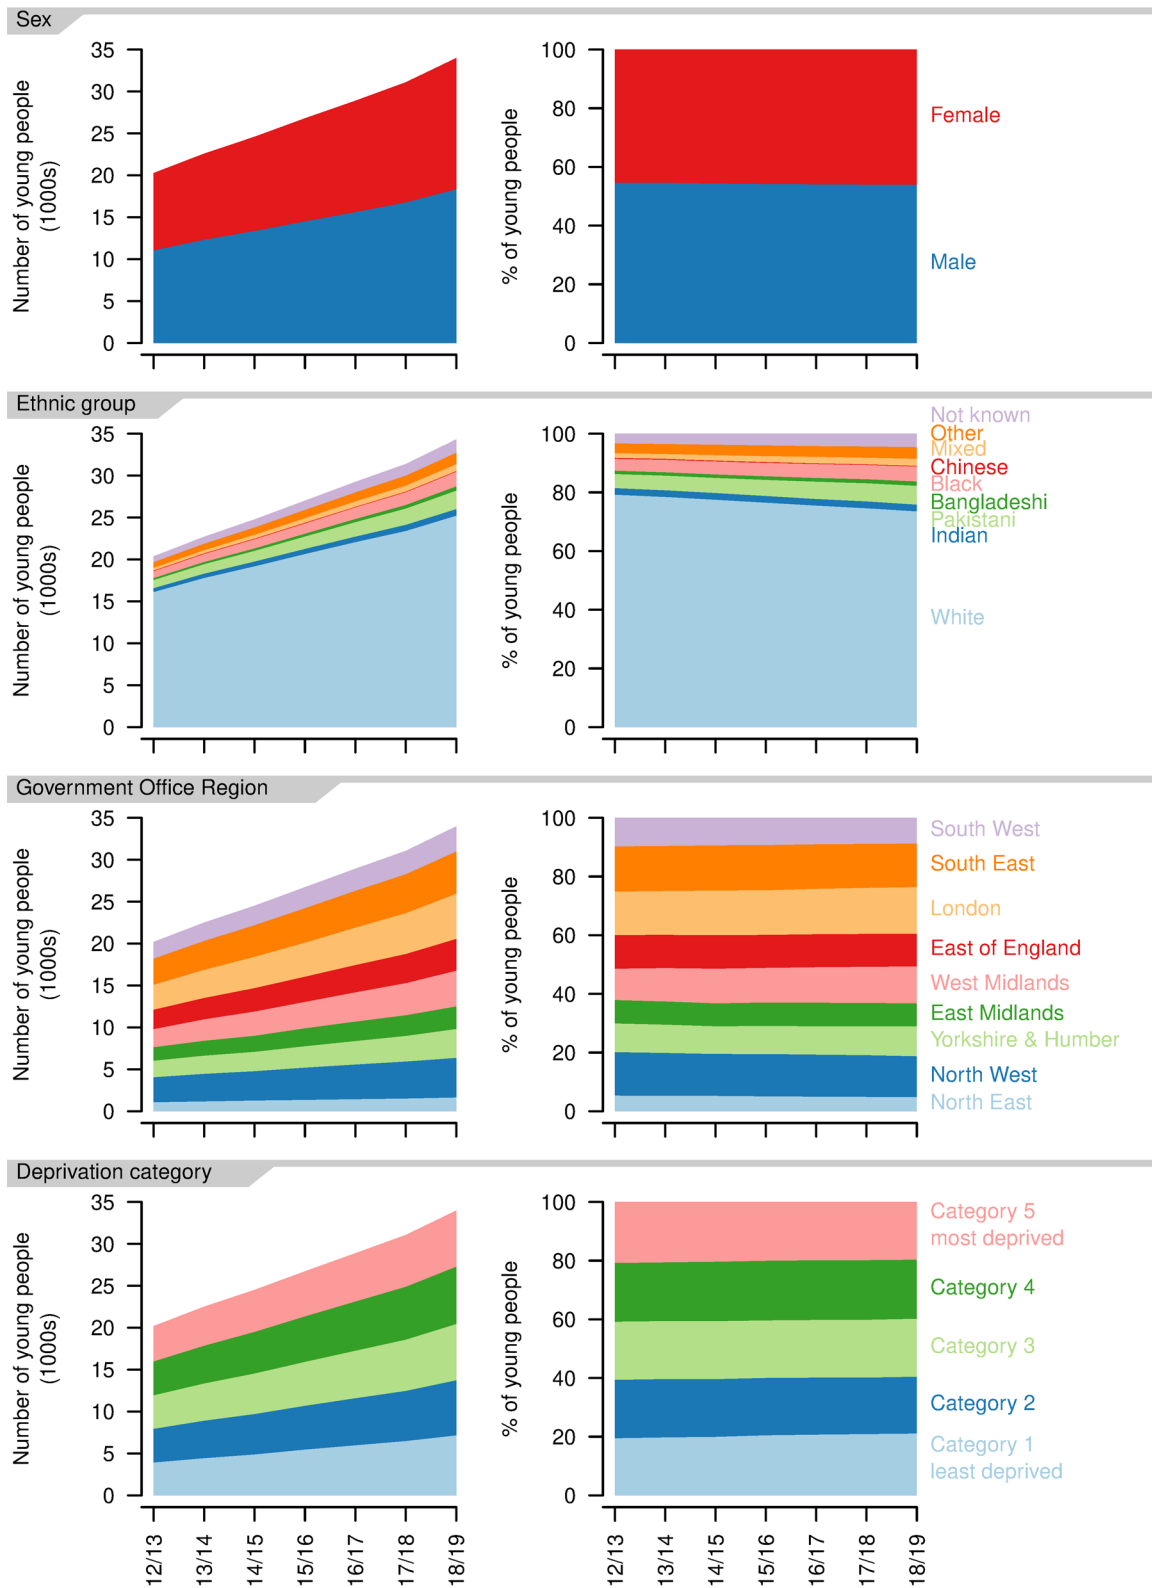 Sex
Number of young people
(1000s)
35
30
25
20
15
10
5
0
% of young people
100
80
60
40
20
0
Female
Male
Ethnic group
Number of young people
(1000s)
35
30
25
20
15
10
5
0
% of young people
100
80
60
40
20
0
Not known
Other
Mixed
Chinese
Black
Bangladeshi
Pakistani
Indian
White
Government Office Region
Number of young people
(1000s)
35
30
25
20
15
10
5
0
% of young people
100
80
60
40
20
0
South West
South East
London
East of England
West Midlands
East Midlands
Yorkshire & Humber
North West
North East
Deprivation category
Number of young people
(1000s)
35
30
25
20
15
10
5
0
% of young people
100
80
60
40
20
0
Category 5
most deprived
Category 4
Category 3
Category 2
Category 1
least deprived
12/13
13/14
14/15
15/16
16/17
17/18
18/19
12/13
13/14
14/15
15/16
16/17
17/18
18/19